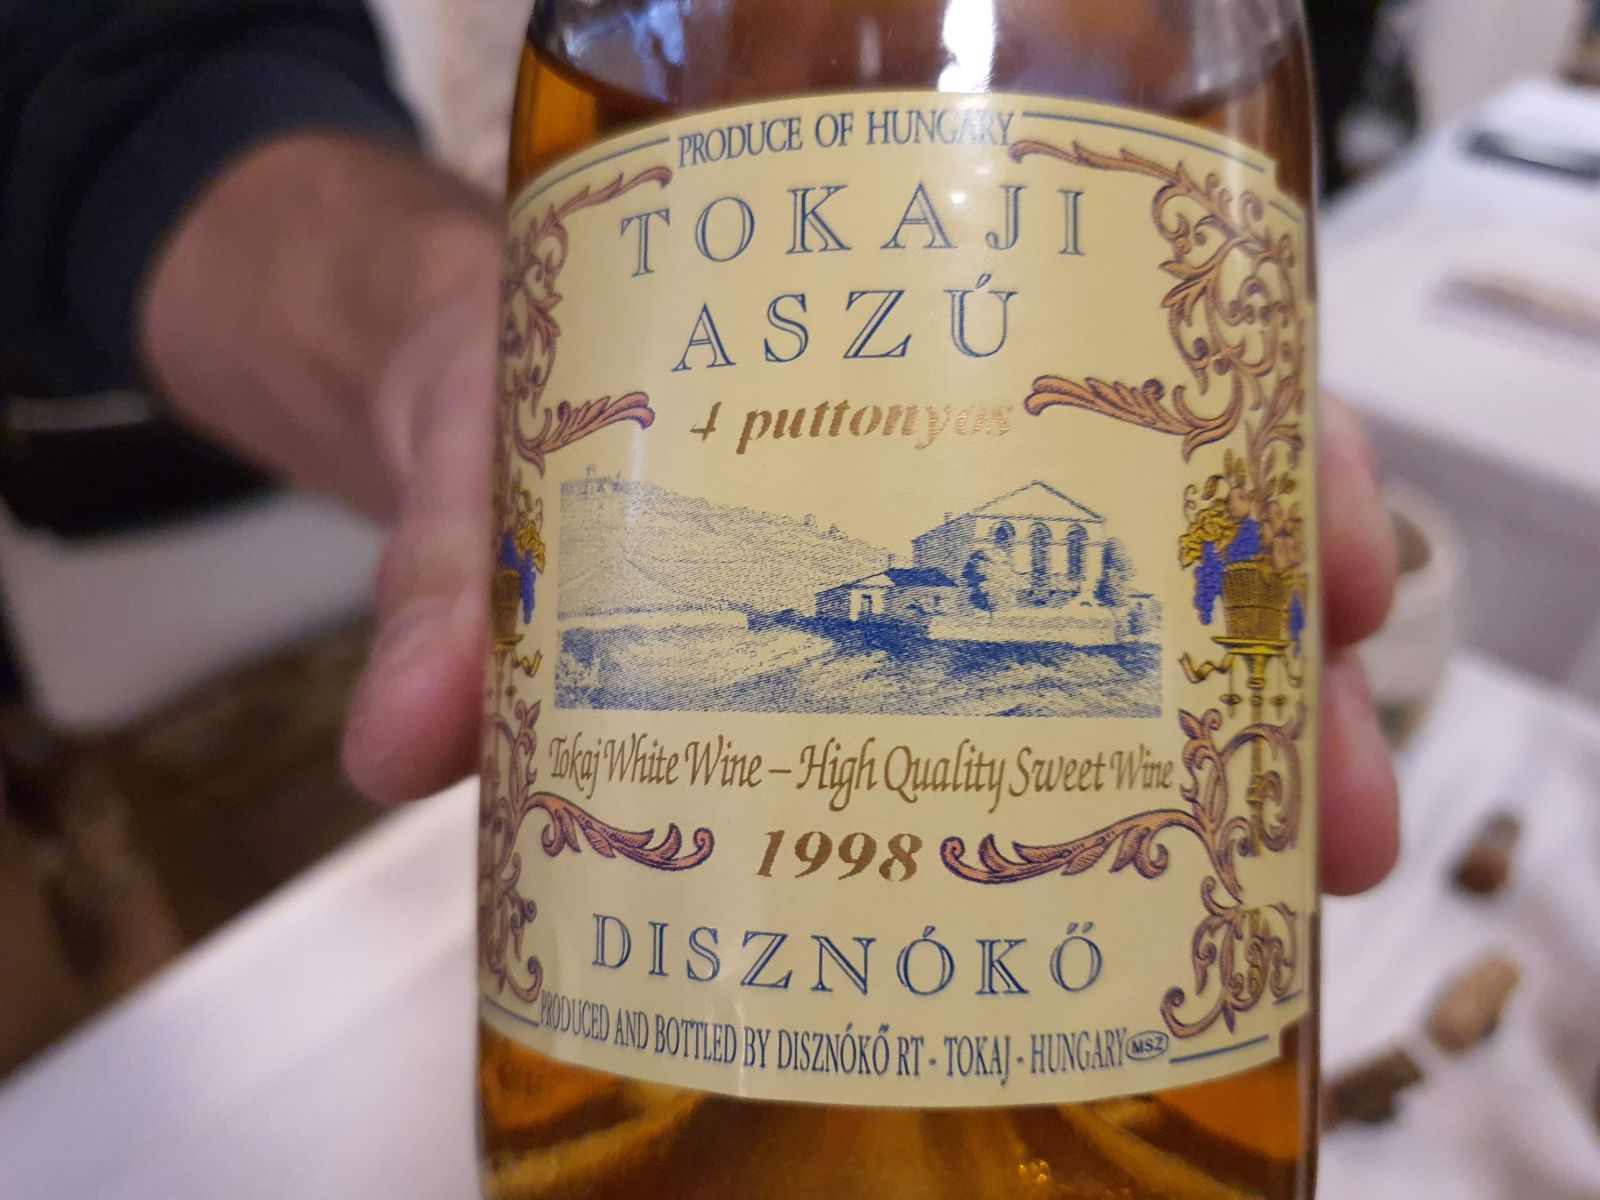 PRODUCE OF HUNGARY
TOKAJI
ASZÚ
4 puttonyos
Tokaj White Wine – High Quality Sweet Wine
1998
DISZNÓKŐ
PRODUCED AND BOTTLED BY DISZNÓKŐ RT - TOKAJ - HUNGARY MSZ